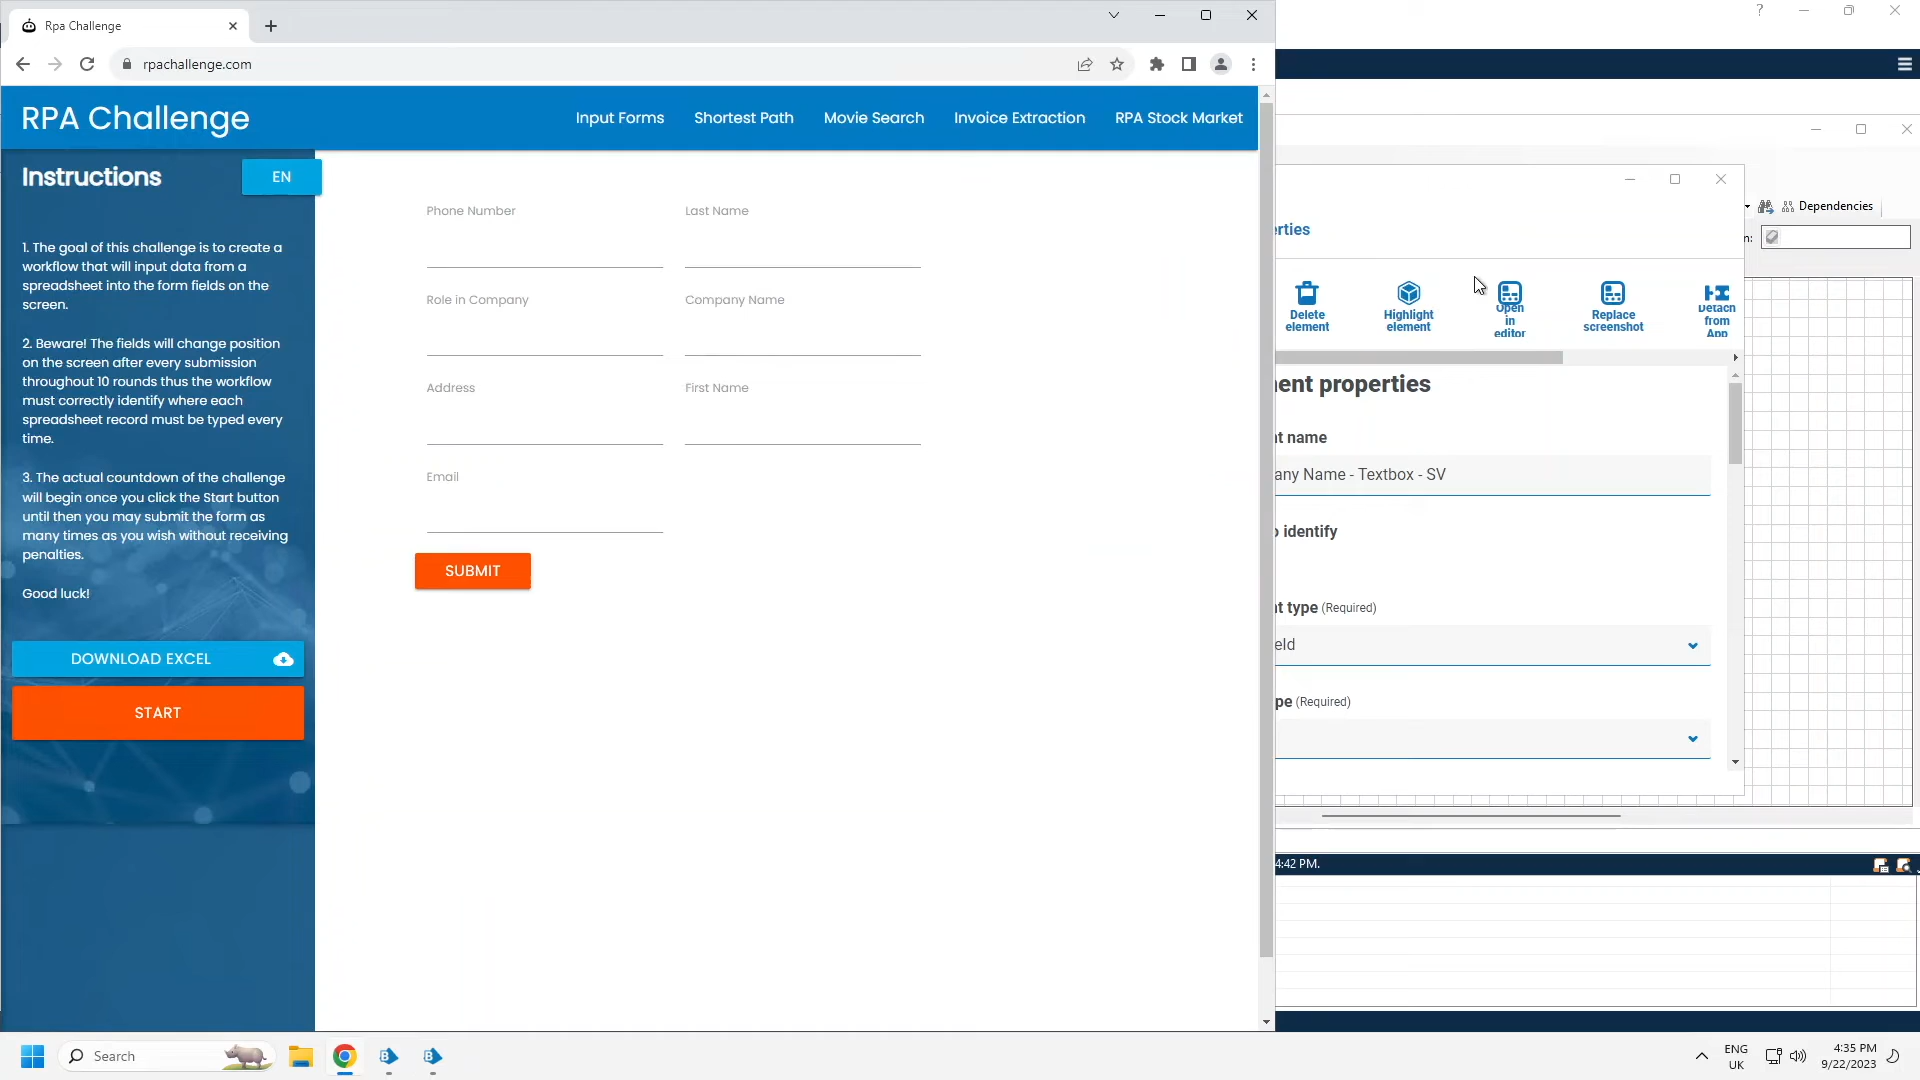 Rpa Challenge
rpachallenge.com
RPA Challenge
Input Forms
Shortest Path
Movie Search
Invoice Extraction
RPA Stock Market
Instructions
EN
1. The goal of this challenge is to create a
workflow that will input data from a
spreadsheet into the form fields on the
screen.
2. Beware! The fields will change position
on the screen after every submission
throughout 10 rounds thus the workflow
must correctly identify where each
spreadsheet record must be typed every
time.
3. The actual countdown of the challenge
will begin once you click the Start button
until then you may submit the form as
many times as you wish without receiving
penalties.
Good luck!
DOWNLOAD EXCEL
START
Phone Number
Last Name
Role in Company
Company Name
Address
First Name
Email
SUBMIT
?
Dependencies
n:
erties
Delete
element
Highlight
element
Open
in
editor
Replace
screenshot
Detach
from
App
ent properties
nt name
any Name - Textbox - SV
o identify
nt type (Required)
eld
pe (Required)
4:42 PM.
Search
ENG
UK
4:35 PM
9/22/2023